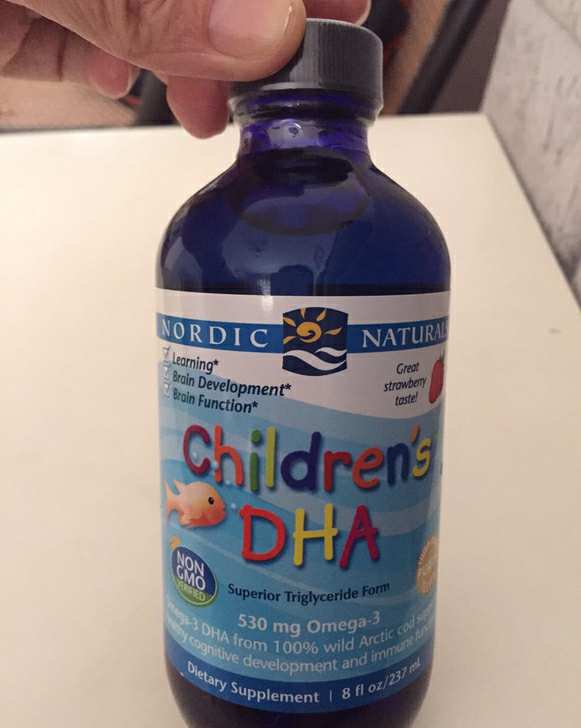 NORDIC NATURALS
Learning*
Brain Development*
Brain Function*
Great
strawberry
taste!
Children's
DHA
NON
GMO
VERIFIED
Superior Triglyceride Form
530 mg Omega-3
Omega-3 DHA from 100% wild Arctic cod
cognitive development and immune
Dietary Supplement | 8 fl oz/237 mL